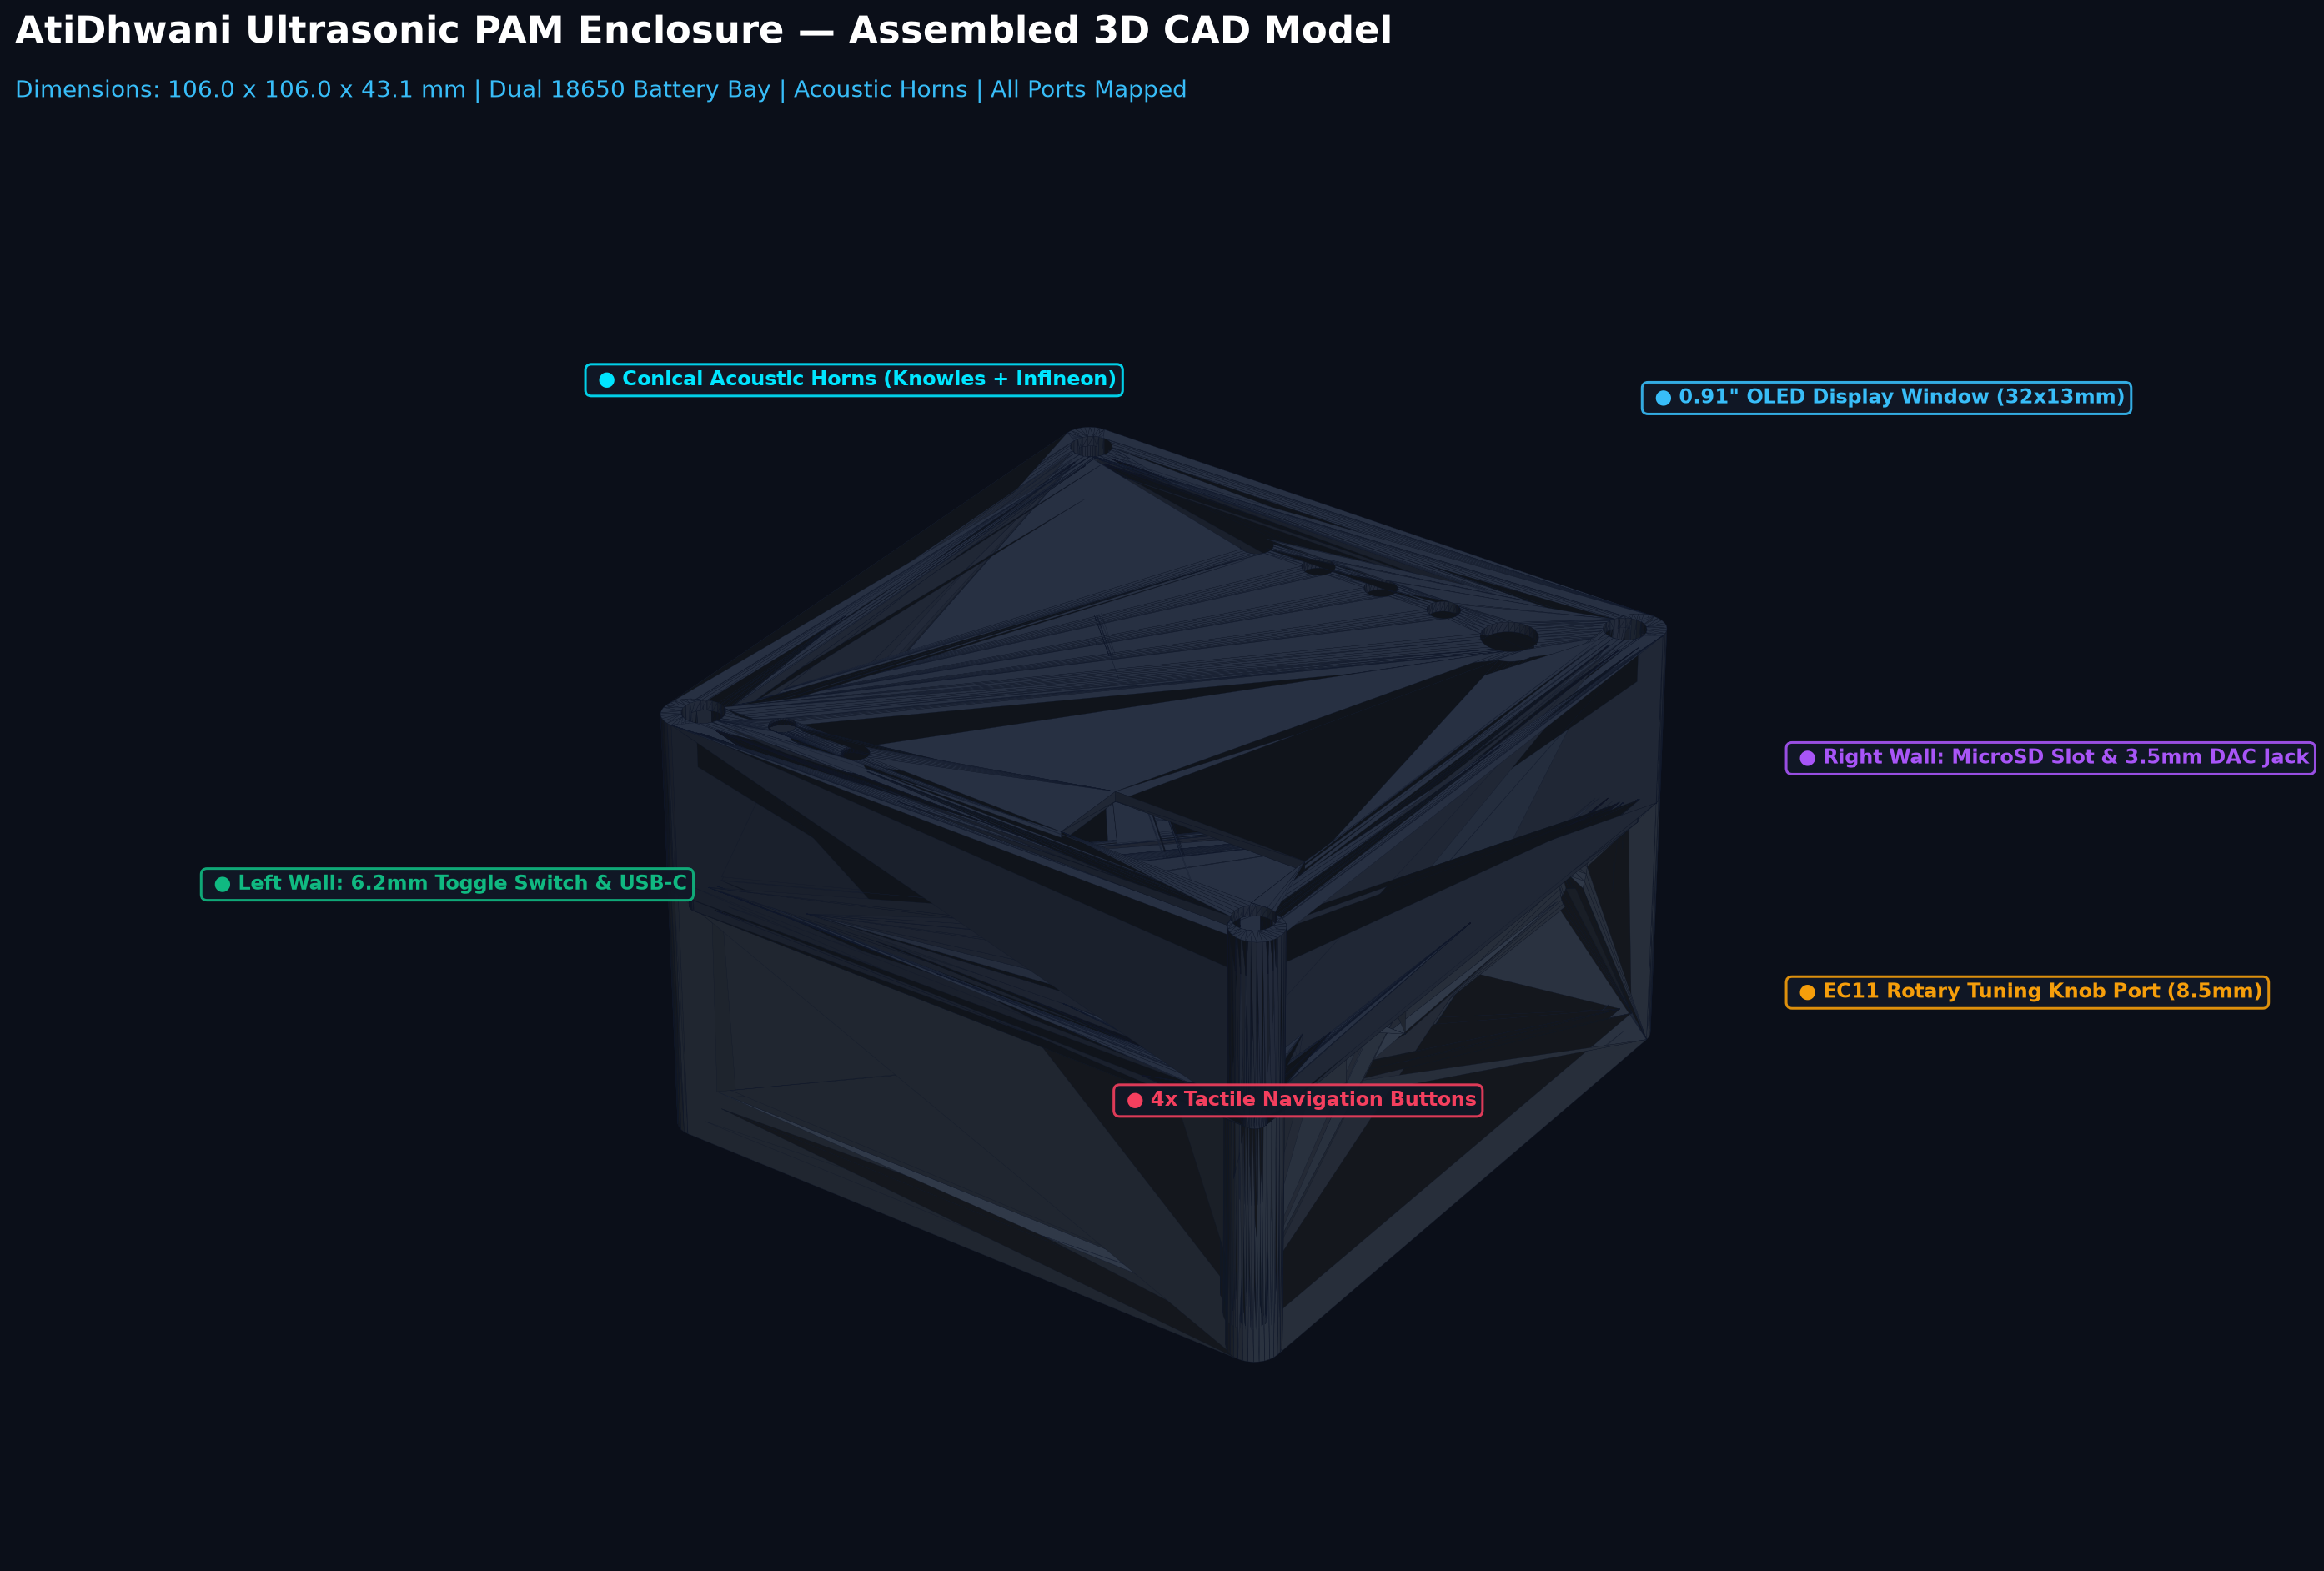 AtiDhwani Ultrasonic PAM Enclosure — Assembled 3D CAD Model
Dimensions: 106.0 x 106.0 x 43.1 mm | Dual 18650 Battery Bay | Acoustic Horns | All Ports Mapped
● Conical Acoustic Horns (Knowles + Infineon)
● 0.91" OLED Display Window (32x13mm)
● Right Wall: MicroSD Slot & 3.5mm DAC Jack
● Left Wall: 6.2mm Toggle Switch & USB-C
● EC11 Rotary Tuning Knob Port (8.5mm)
● 4x Tactile Navigation Buttons